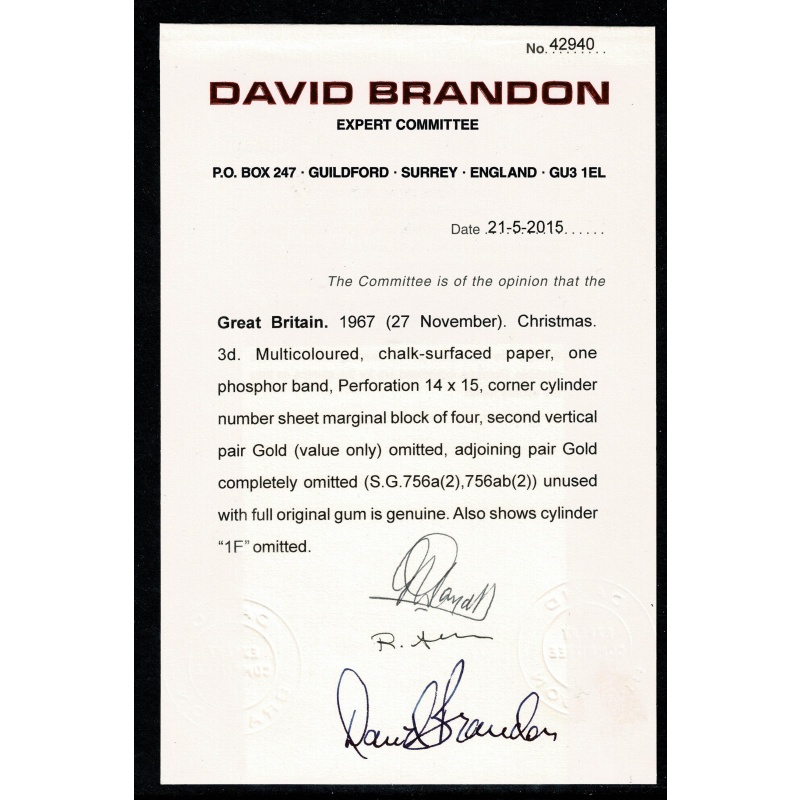 No. 42940
DAVID BRANDON
EXPERT COMMITTEE
P.O. BOX 247 · GUILDFORD · SURREY · ENGLAND · GU3 1EL
Date 21-5-2015
The Committee is of the opinion that the
Great Britain. 1967 (27 November). Christmas.
3d. Multicoloured, chalk-surfaced paper, one
phosphor band, Perforation 14 x 15, corner cylinder
number sheet marginal block of four, second vertical
pair Gold (value only) omitted, adjoining pair Gold
completely omitted (S.G.756a(2),756ab(2)) unused
with full original gum is genuine. Also shows cylinder
“1F” omitted.
R.
David Brandon